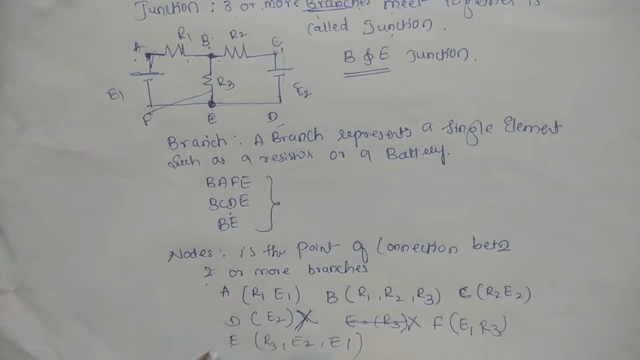 Junction : 3 or more Branches meet together is
called Junction.
R1 R2
A B C
B & E Junction.
R3
E1 E2
F E D
Branch : A Branch represents a single Element
such as a resistor or a Battery.
BAFE
BCDE
BE
Nodes : is the point of Connection betn
2 or more branches
A (R1 E1) B (R1, R2, R3) C (R2 E2)
D (E2) X E (R3) X F (E1 R3)
E (R3, E2, E1)